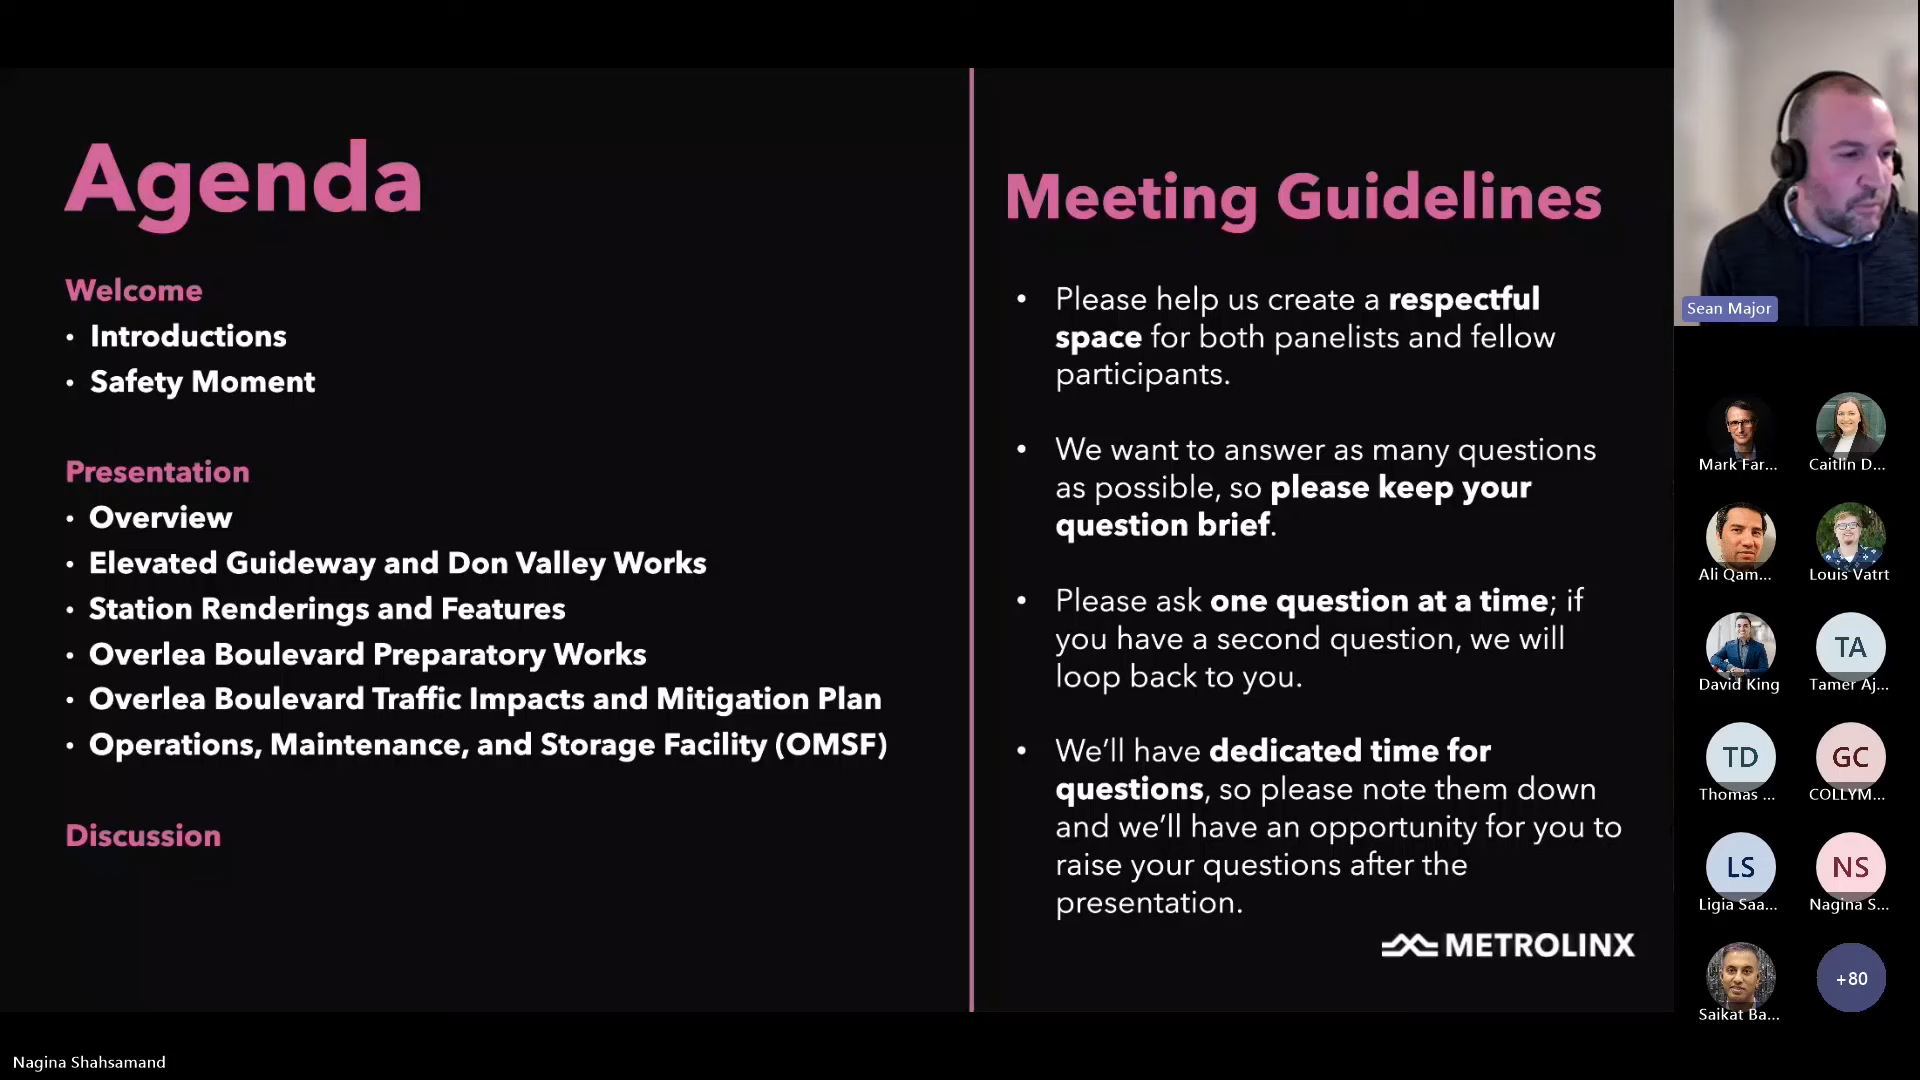 Agenda
Welcome
• Introductions
• Safety Moment
Presentation
• Overview
• Elevated Guideway and Don Valley Works
• Station Renderings and Features
• Overlea Boulevard Preparatory Works
• Overlea Boulevard Traffic Impacts and Mitigation Plan
• Operations, Maintenance, and Storage Facility (OMSF)
Discussion
Meeting Guidelines
• Please help us create a respectful
space for both panelists and fellow
participants.
• We want to answer as many questions
as possible, so please keep your
question brief.
• Please ask one question at a time; if
you have a second question, we will
loop back to you.
• We’ll have dedicated time for
questions, so please note them down
and we’ll have an opportunity for you to
raise your questions after the
presentation.
METROLINX
Sean Major
Mark Far...
Caitlin D...
Ali Qam...
Louis Vatrt
David King
TA
Tamer Aj...
TD
Thomas ...
GC
COLLYM...
LS
Ligia Saa...
NS
Nagina S...
Saikat Ba...
+80
Nagina Shahsamand